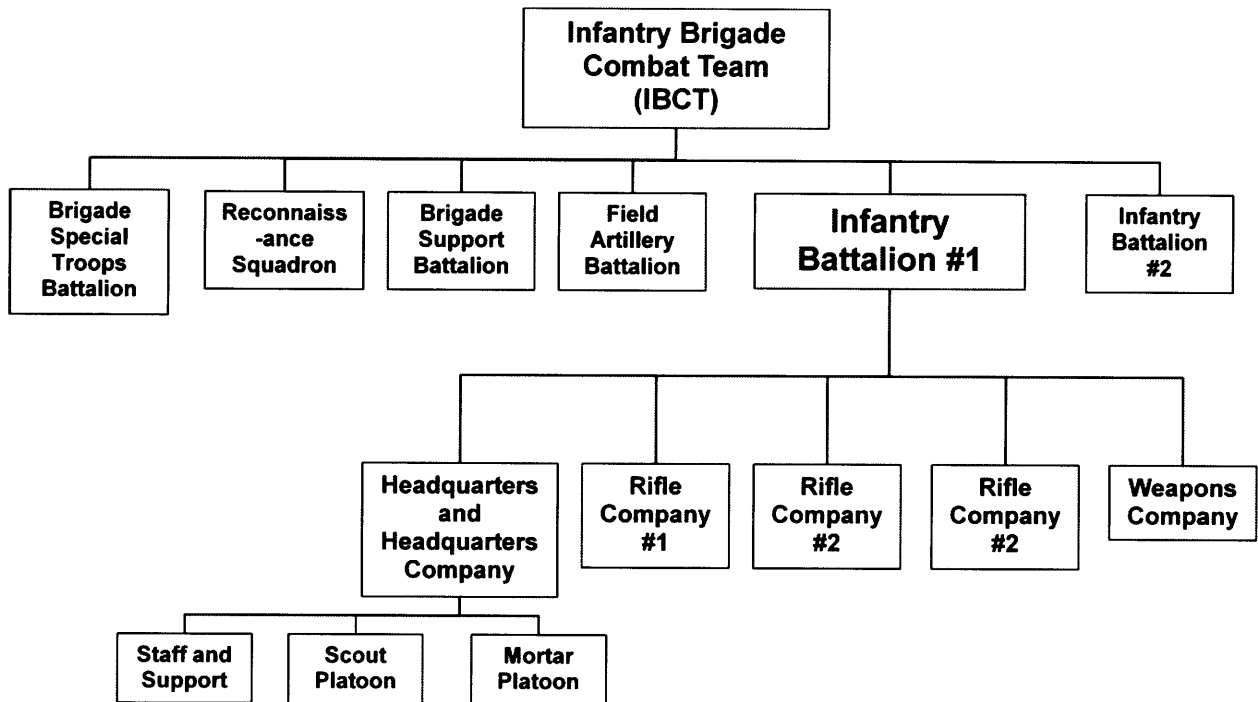 Infantry Brigade
Combat Team
(IBCT)
Brigade
Special
Troops
Battalion
Reconnaiss
-ance
Squadron
Brigade
Support
Battalion
Field
Artillery
Battalion
Infantry
Battalion #1
Infantry
Battalion
#2
Headquarters
and
Headquarters
Company
Rifle
Company
#1
Rifle
Company
#2
Rifle
Company
#2
Weapons
Company
Staff and
Support
Scout
Platoon
Mortar
Platoon